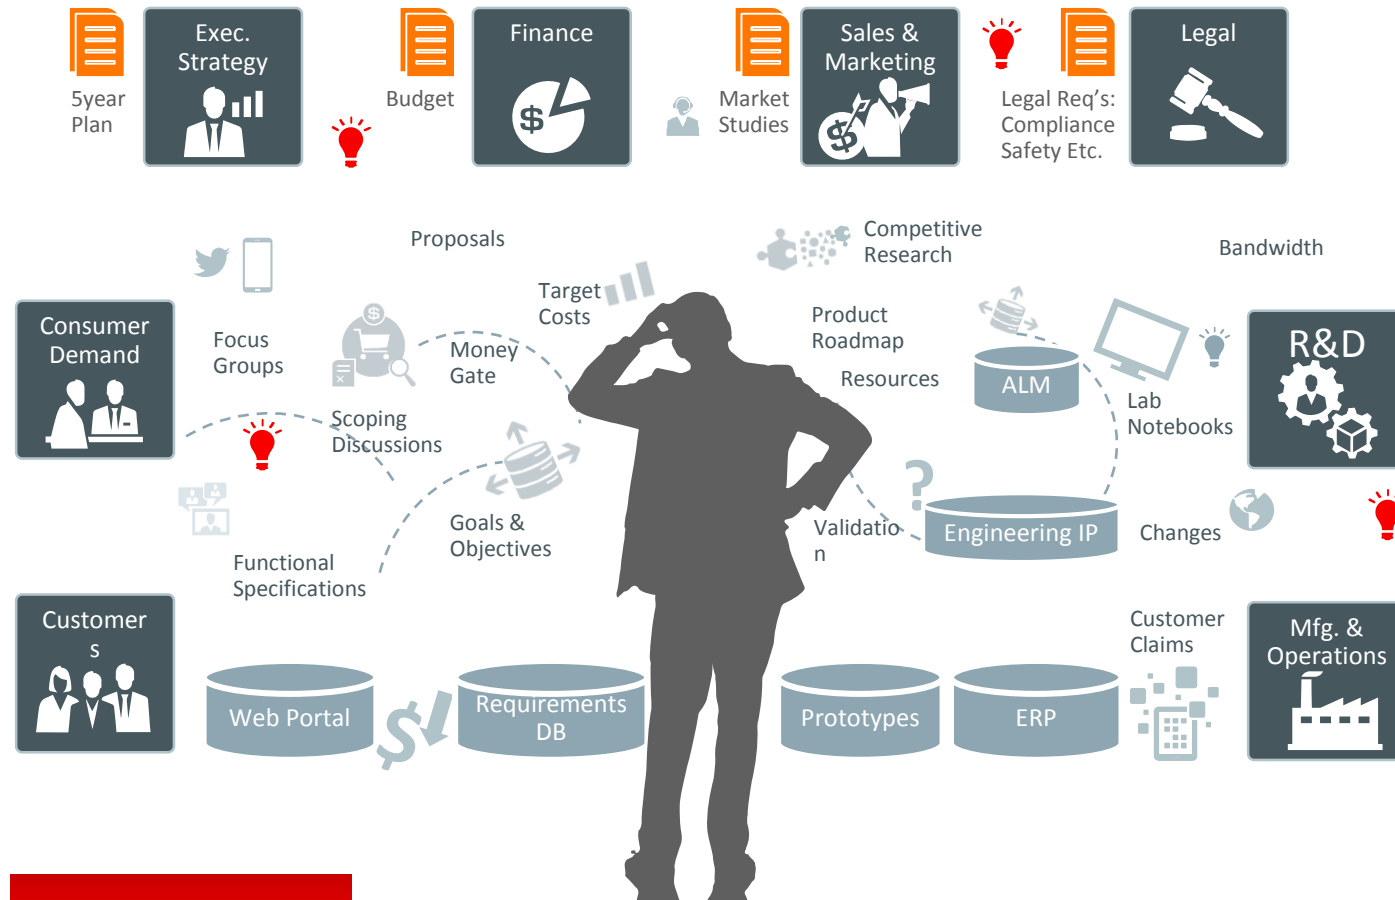 Exec.
Strategy
5year
Plan
Finance
Budget
$
Sales &
Marketing
Market
Studies
$
Legal
Legal Req's:
Compliance
Safety Etc.
Proposals
Competitive
Research
Bandwidth
Target
Costs
Consumer
Demand
Focus
Groups
$
Money
Gate
Product
Roadmap
Resources
ALM
R&D
Lab
Notebooks
Scoping
Discussions
Goals &
Objectives
?
Validatio
n
Engineering IP
Changes
Functional
Specifications
Customer
s
Web Portal
$
Requirements
DB
Prototypes
ERP
Customer
Claims
Mfg. &
Operations